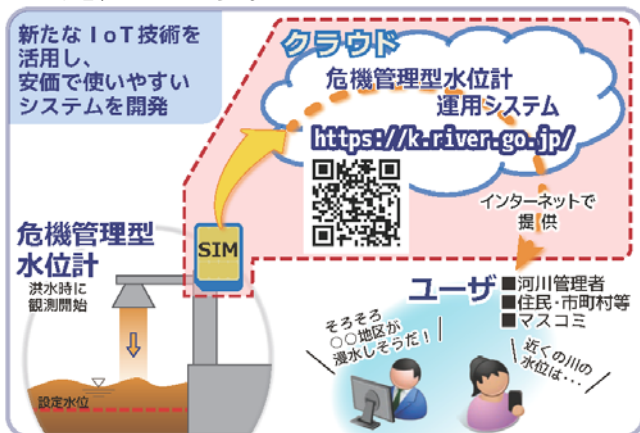 新たなIoT技術を
活用し、
安価で使いやすい
システムを開発
クラウド
危機管理型水位計
運用システム
https://k.river.go.jp/
インターネットで
提供
SIM
危機管理型
水位計
洪水時に
観測開始
設定水位
ユーザ
■河川管理者
■住民・市町村等
■マスコミ
そろそろ
○○地区が
浸水しそうだ！
近くの川の
水位は・・・